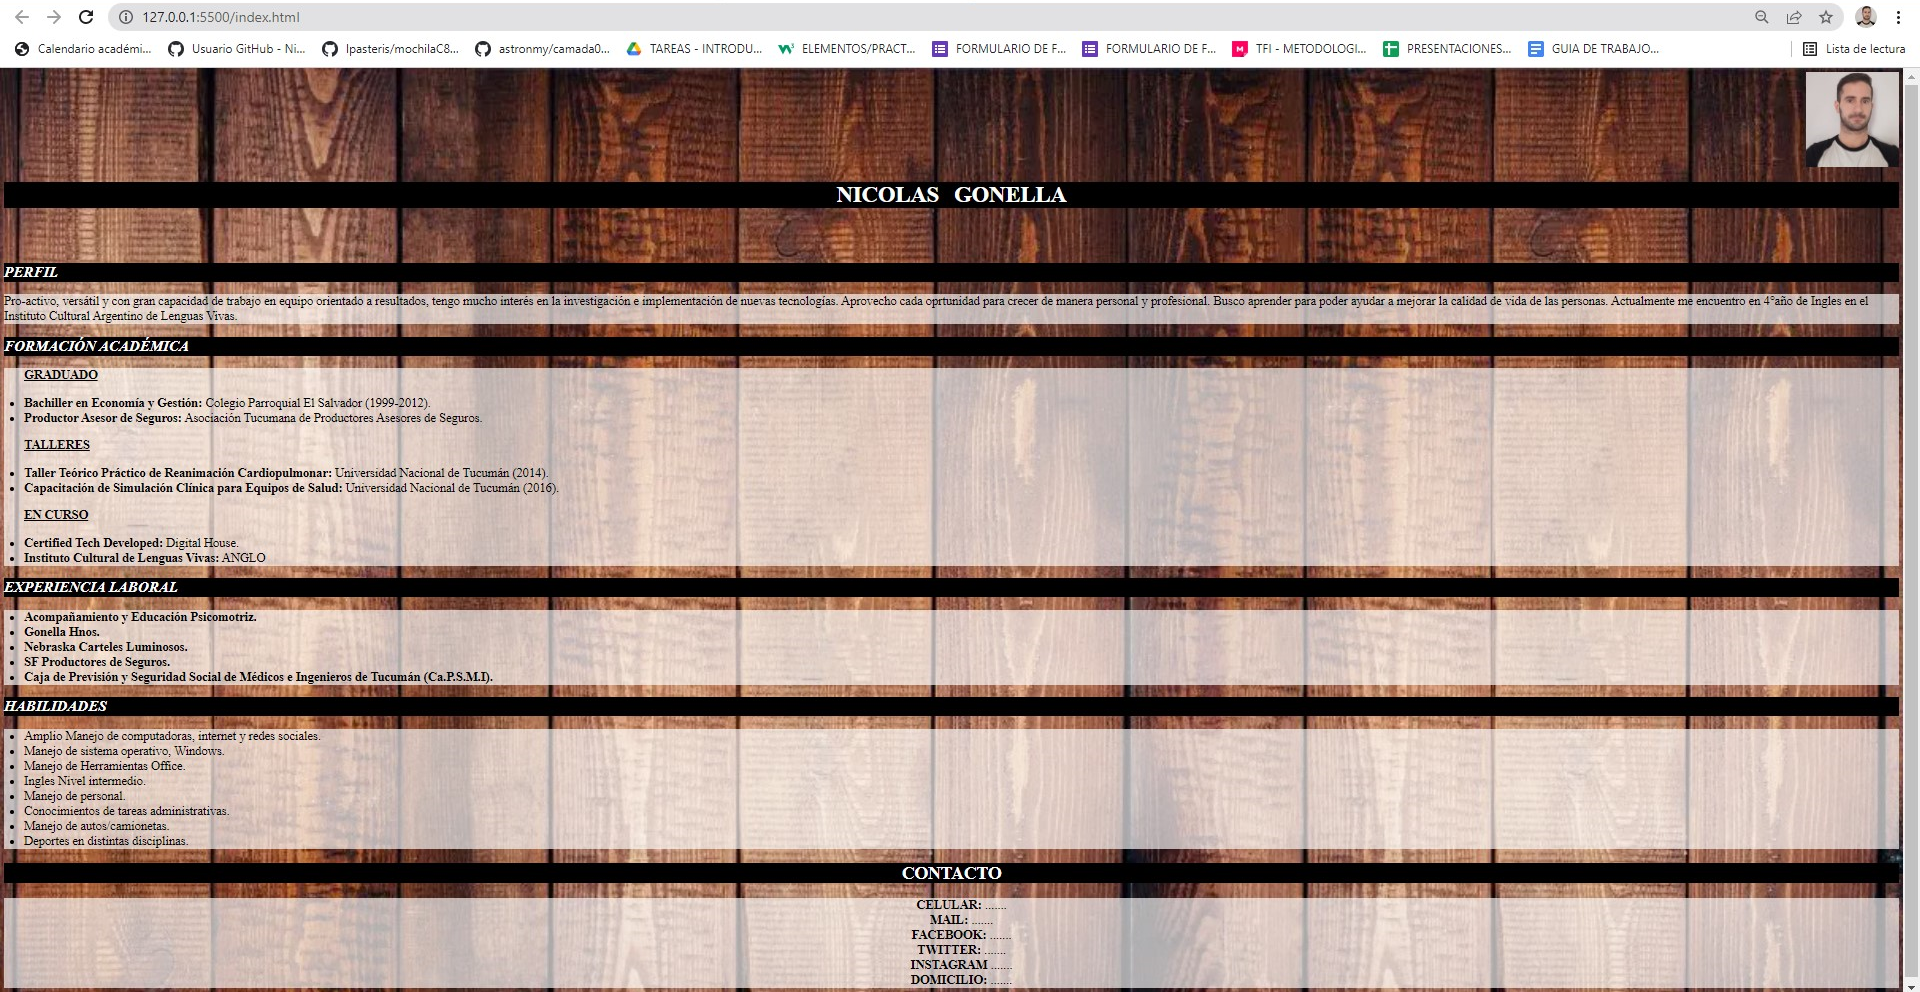 127.0.0.1:5500/index.html
Calendario académi... Usuario GitHub - Ni... lpasteris/mochilaC8... astronmy/camada0... TAREAS - INTRODU... ELEMENTOS/PRACT... FORMULARIO DE F... FORMULARIO DE F... TFI - METODOLOGI... PRESENTACIONES... GUIA DE TRABAJO... Lista de lectura
NICOLAS GONELLA
PERFIL
Pro-activo, versátil y con gran capacidad de trabajo en equipo orientado a resultados, tengo mucho interés en la investigación e implementación de nuevas tecnologías. Aprovecho cada oprtunidad para crecer de manera personal y profesional. Busco aprender para poder ayudar a mejorar la calidad de vida de las personas. Actualmente me encuentro en 4°año de Ingles en el
Instituto Cultural Argentino de Lenguas Vivas.
FORMACIÓN ACADÉMICA
GRADUADO
• Bachiller en Economía y Gestión: Colegio Parroquial El Salvador (1999-2012).
• Productor Asesor de Seguros: Asociación Tucumana de Productores Asesores de Seguros.
TALLERES
• Taller Teórico Práctico de Reanimación Cardiopulmonar: Universidad Nacional de Tucumán (2014).
• Capacitación de Simulación Clínica para Equipos de Salud: Universidad Nacional de Tucumán (2016).
EN CURSO
• Certified Tech Developed: Digital House.
• Instituto Cultural de Lenguas Vivas: ANGLO
EXPERIENCIA LABORAL
• Acompañamiento y Educación Psicomotriz.
• Gonella Hnos.
• Nebraska Carteles Luminosos.
• SF Productores de Seguros.
• Caja de Previsión y Seguridad Social de Médicos e Ingenieros de Tucumán (Ca.P.S.M.I).
HABILIDADES
• Amplio Manejo de computadoras, internet y redes sociales.
• Manejo de sistema operativo, Windows.
• Manejo de Herramientas Office.
• Ingles Nivel intermedio.
• Manejo de personal.
• Conocimientos de tareas administrativas.
• Manejo de autos/camionetas.
• Deportes en distintas disciplinas.
CONTACTO
CELULAR: .......
MAIL: .......
FACEBOOK: .......
TWITTER: .......
INSTAGRAM .......
DOMICILIO: .......